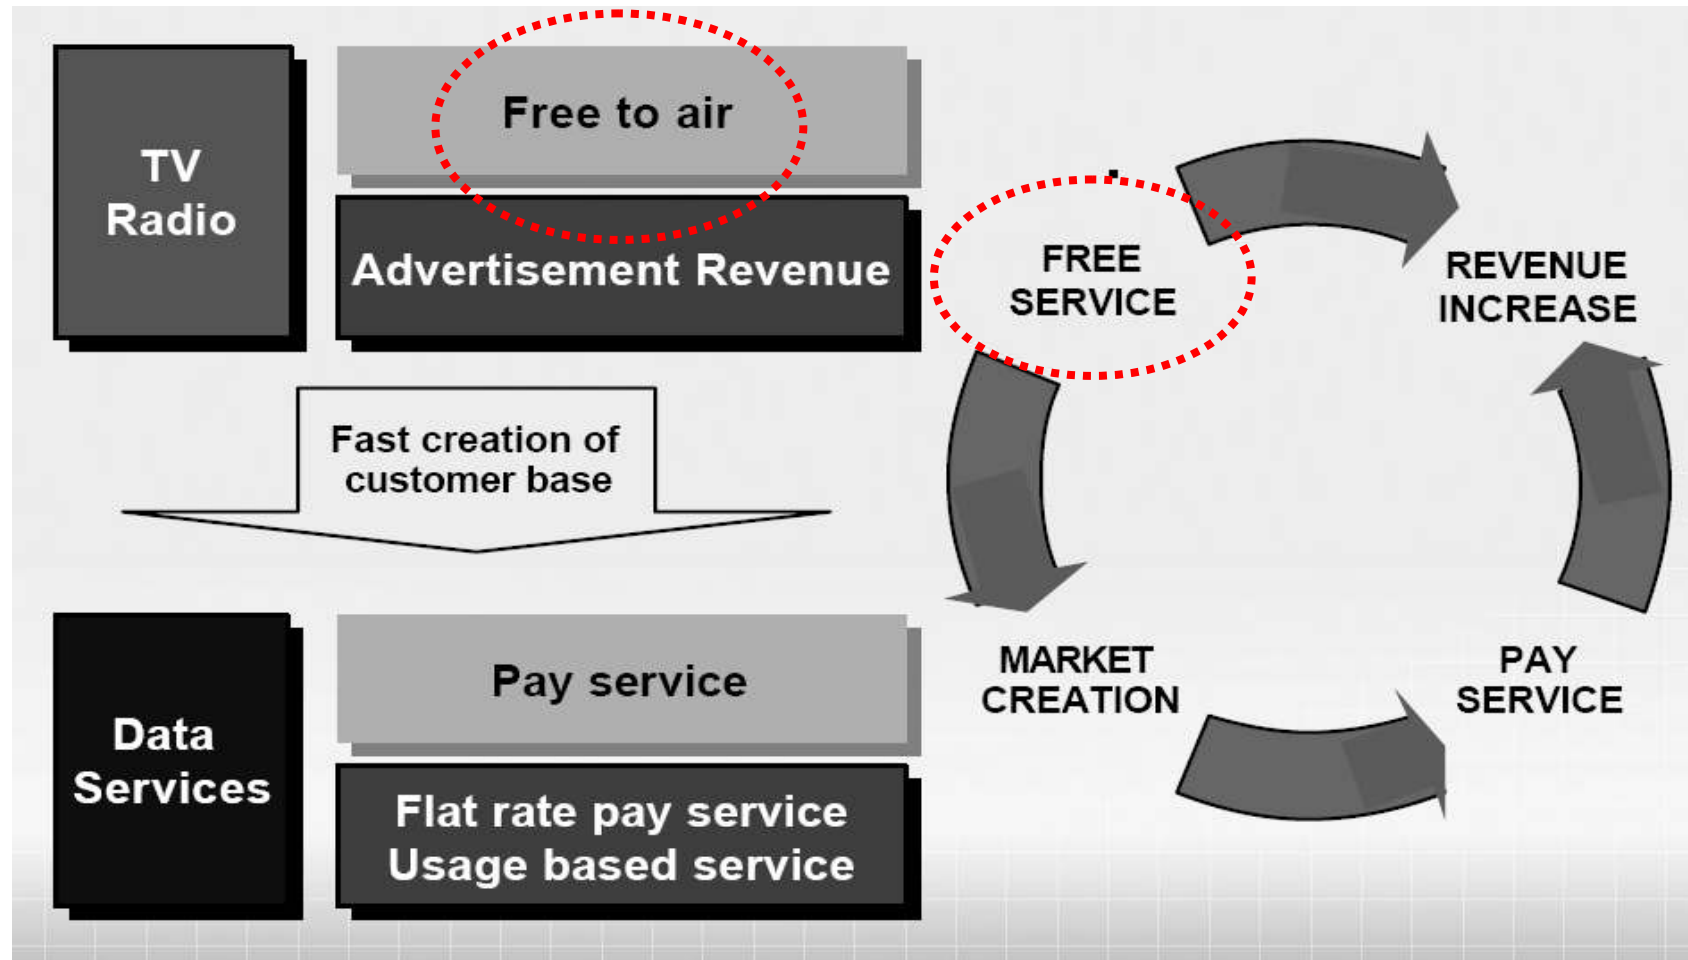 TV
Radio
Free to air
Advertisement Revenue
Fast creation of
customer base
Data
Services
Pay service
Flat rate pay service
Usage based service
FREE
SERVICE
REVENUE
INCREASE
MARKET
CREATION
PAY
SERVICE